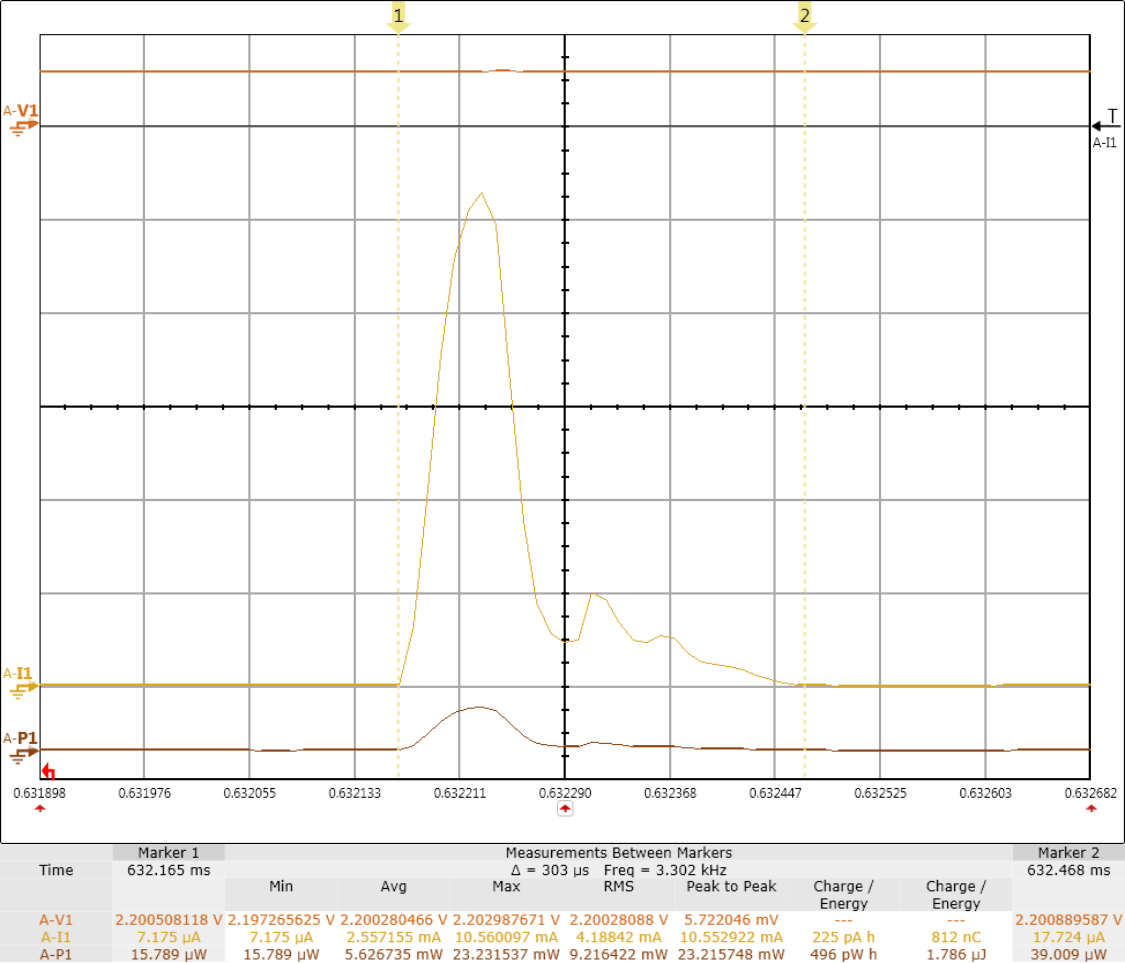 1 2
A-V1
T
A-I1
A-I1
A-P1
0.631898 0.631976 0.632055 0.632133 0.632211 0.632290 0.632368 0.632447 0.632525 0.632603 0.632682
Marker 1 Measurements Between Markers Marker 2
Time 632.165 ms Δ = 303 µs Freq = 3.302 kHz 632.468 ms
Min Avg Max RMS Peak to Peak Charge / Charge /
Energy Energy
A-V1 2.200508118 V 2.197265625 V 2.200280466 V 2.202987671 V 2.20028088 V 5.722046 mV --- --- 2.200889587 V
A-I1 7.175 µA 7.175 µA 2.557155 mA 10.560097 mA 4.18842 mA 10.552922 mA 225 pA h 812 nC 17.724 µA
A-P1 15.789 µW 15.789 µW 5.626735 mW 23.231537 mW 9.216422 mW 23.215748 mW 496 pW h 1.786 µJ 39.009 µW